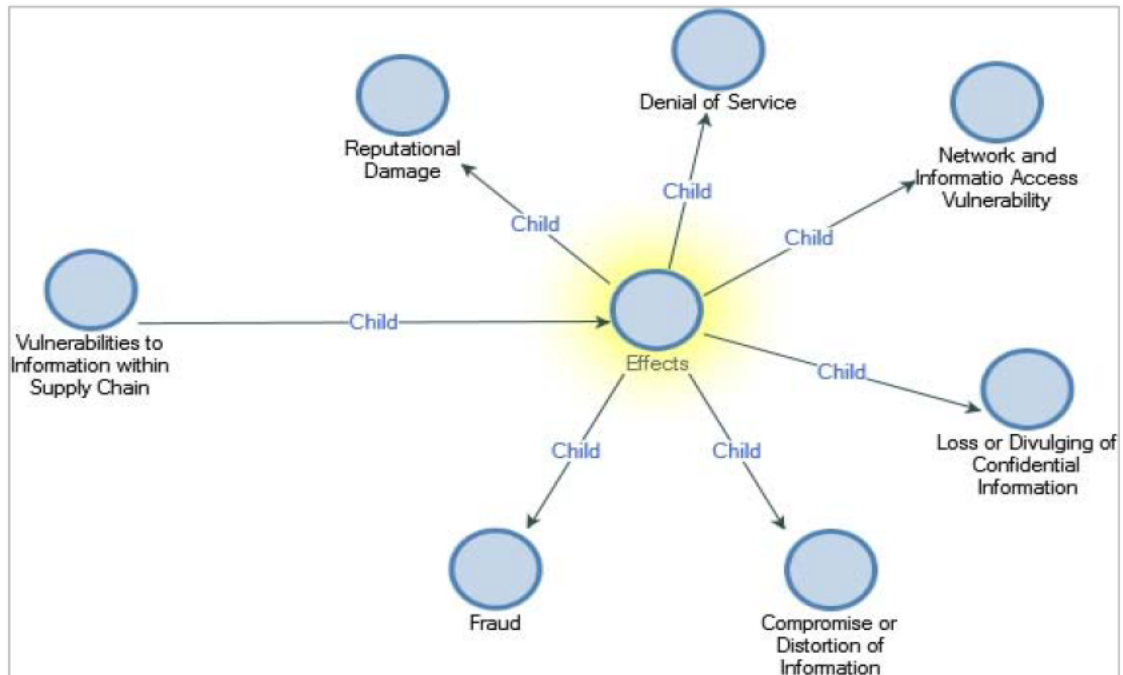 Denial of Service
Reputational
Damage
Network and
Informatio Access
Vulnerability
Child
Child
Child
Vulnerabilities to
Information within
Supply Chain
Child
Effects
Child
Loss or Divulging of
Confidential
Information
Child
Child
Fraud
Compromise or
Distortion of
Information